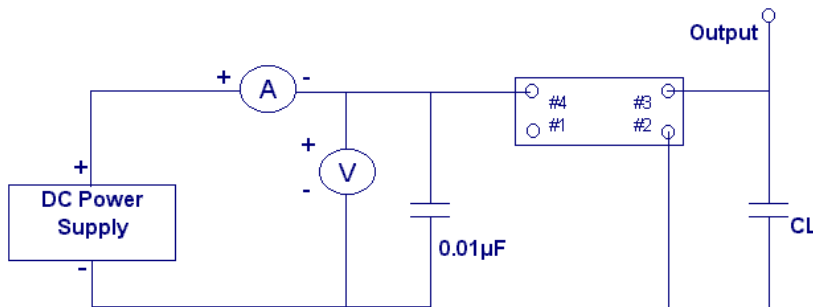 Output
+
A
-
#4
#3
#1
#2
+
V
-
+
DC Power
Supply
-
0.01µF
CL